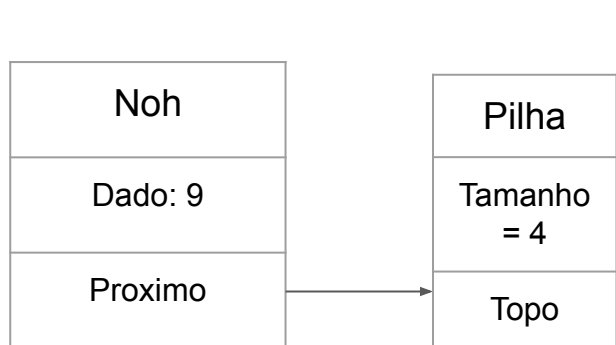 Noh
Dado: 9
Proximo
Pilha
Tamanho
= 4
Topo